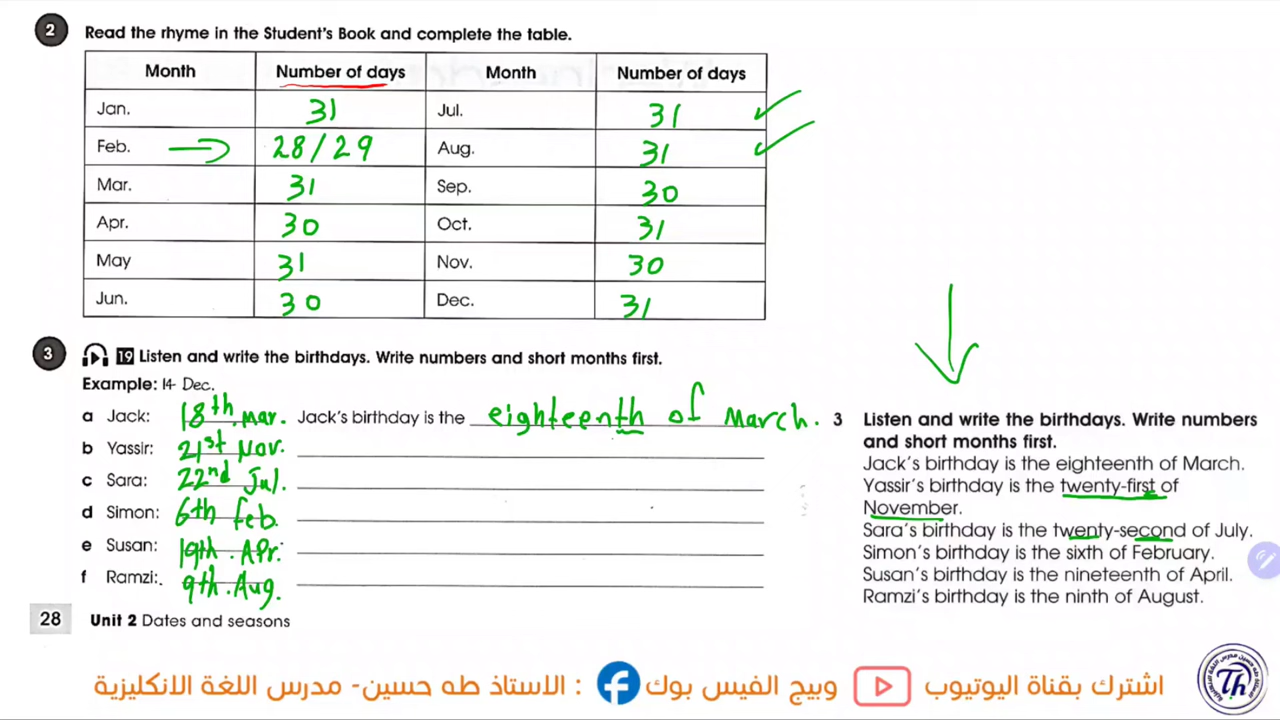 2 Read the rhyme in the Student's Book and complete the table.
Month Number of days Month Number of days
Jan. 31 Jul. 31
Feb. 28/29 Aug. 31
Mar. 31 Sep. 30
Apr. 30 Oct. 31
May 31 Nov. 30
Jun. 30 Dec. 31
3 19 Listen and write the birthdays. Write numbers and short months first.
Example: 14 Dec.
a Jack: 18th.mar. Jack's birthday is the eighteenth of march.
b Yassir: 21st Nov.
c Sara: 22nd Jul.
d Simon: 6th feb.
e Susan: 19th.Apr.
f Ramzi: 9th.Aug.
28 Unit 2 Dates and seasons
3 Listen and write the birthdays. Write numbers
and short months first.
Jack's birthday is the eighteenth of March.
Yassir's birthday is the twenty-first of
November.
Sara's birthday is the twenty-second of July.
Simon's birthday is the sixth of February.
Susan's birthday is the nineteenth of April.
Ramzi's birthday is the ninth of August.
اشترك بقناة اليوتيوب وبيج الفيس بوك : الاستاذ طه حسين- مدرس اللغة الانكليزية
Th